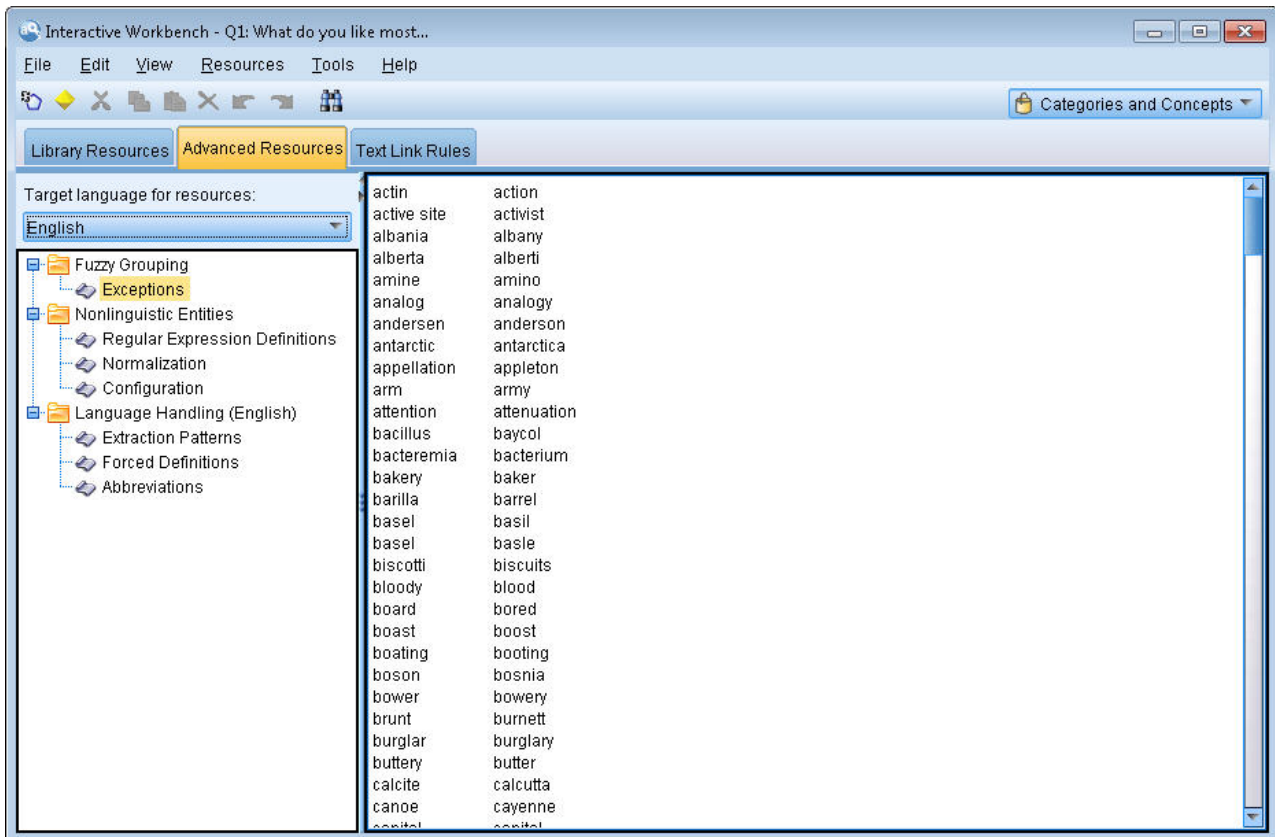 Interactive Workbench - Q1: What do you like most...
File Edit View Resources Tools Help
Categories and Concepts
Library Resources Advanced Resources Text Link Rules
Target language for resources:
English
Fuzzy Grouping
Exceptions
Nonlinguistic Entities
Regular Expression Definitions
Normalization
Configuration
Language Handling (English)
Extraction Patterns
Forced Definitions
Abbreviations
actin action
active site activist
albania albany
alberta alberti
amine amino
analog analogy
andersen anderson
antarctic antarctica
appellation appleton
arm army
attention attenuation
bacillus baycol
bacteremia bacterium
bakery baker
barilla barrel
basel basil
basel basle
biscotti biscuits
bloody blood
board bored
boast boost
boating booting
boson bosnia
bower bowery
brunt burnett
burglar burglary
buttery butter
calcite calcutta
canoe cayenne